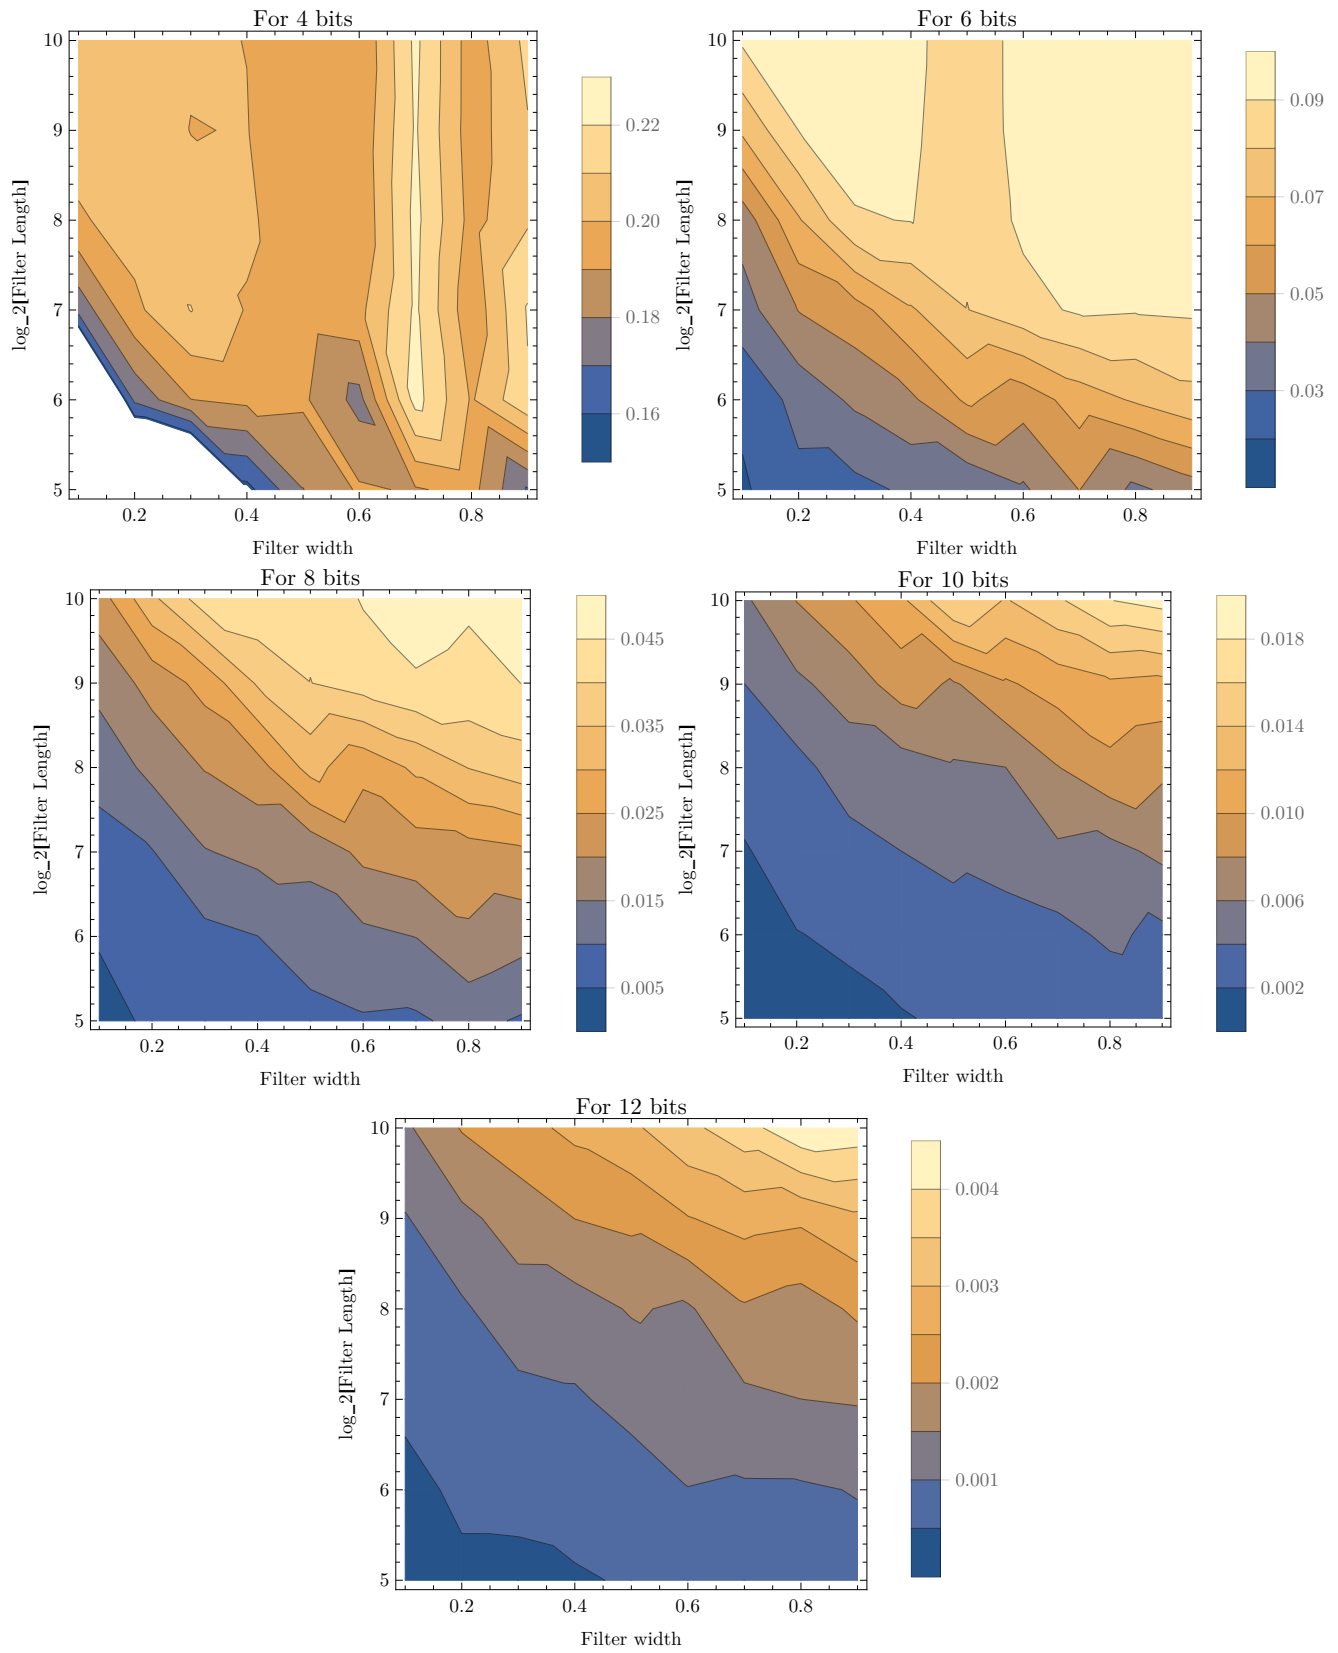 For 4 bits
10
9
8
7
6
5
0.2 0.4 0.6 0.8
log_2[Filter Length]
Filter width
0.22
0.20
0.18
0.16
For 6 bits
10
9
8
7
6
5
0.2 0.4 0.6 0.8
log_2[Filter Length]
Filter width
0.09
0.07
0.05
0.03
For 8 bits
10
9
8
7
6
5
0.2 0.4 0.6 0.8
log_2[Filter Length]
Filter width
0.045
0.035
0.025
0.015
0.005
For 10 bits
10
9
8
7
6
5
0.2 0.4 0.6 0.8
log_2[Filter Length]
Filter width
0.018
0.014
0.010
0.006
0.002
For 12 bits
10
9
8
7
6
5
0.2 0.4 0.6 0.8
log_2[Filter Length]
Filter width
0.004
0.003
0.002
0.001